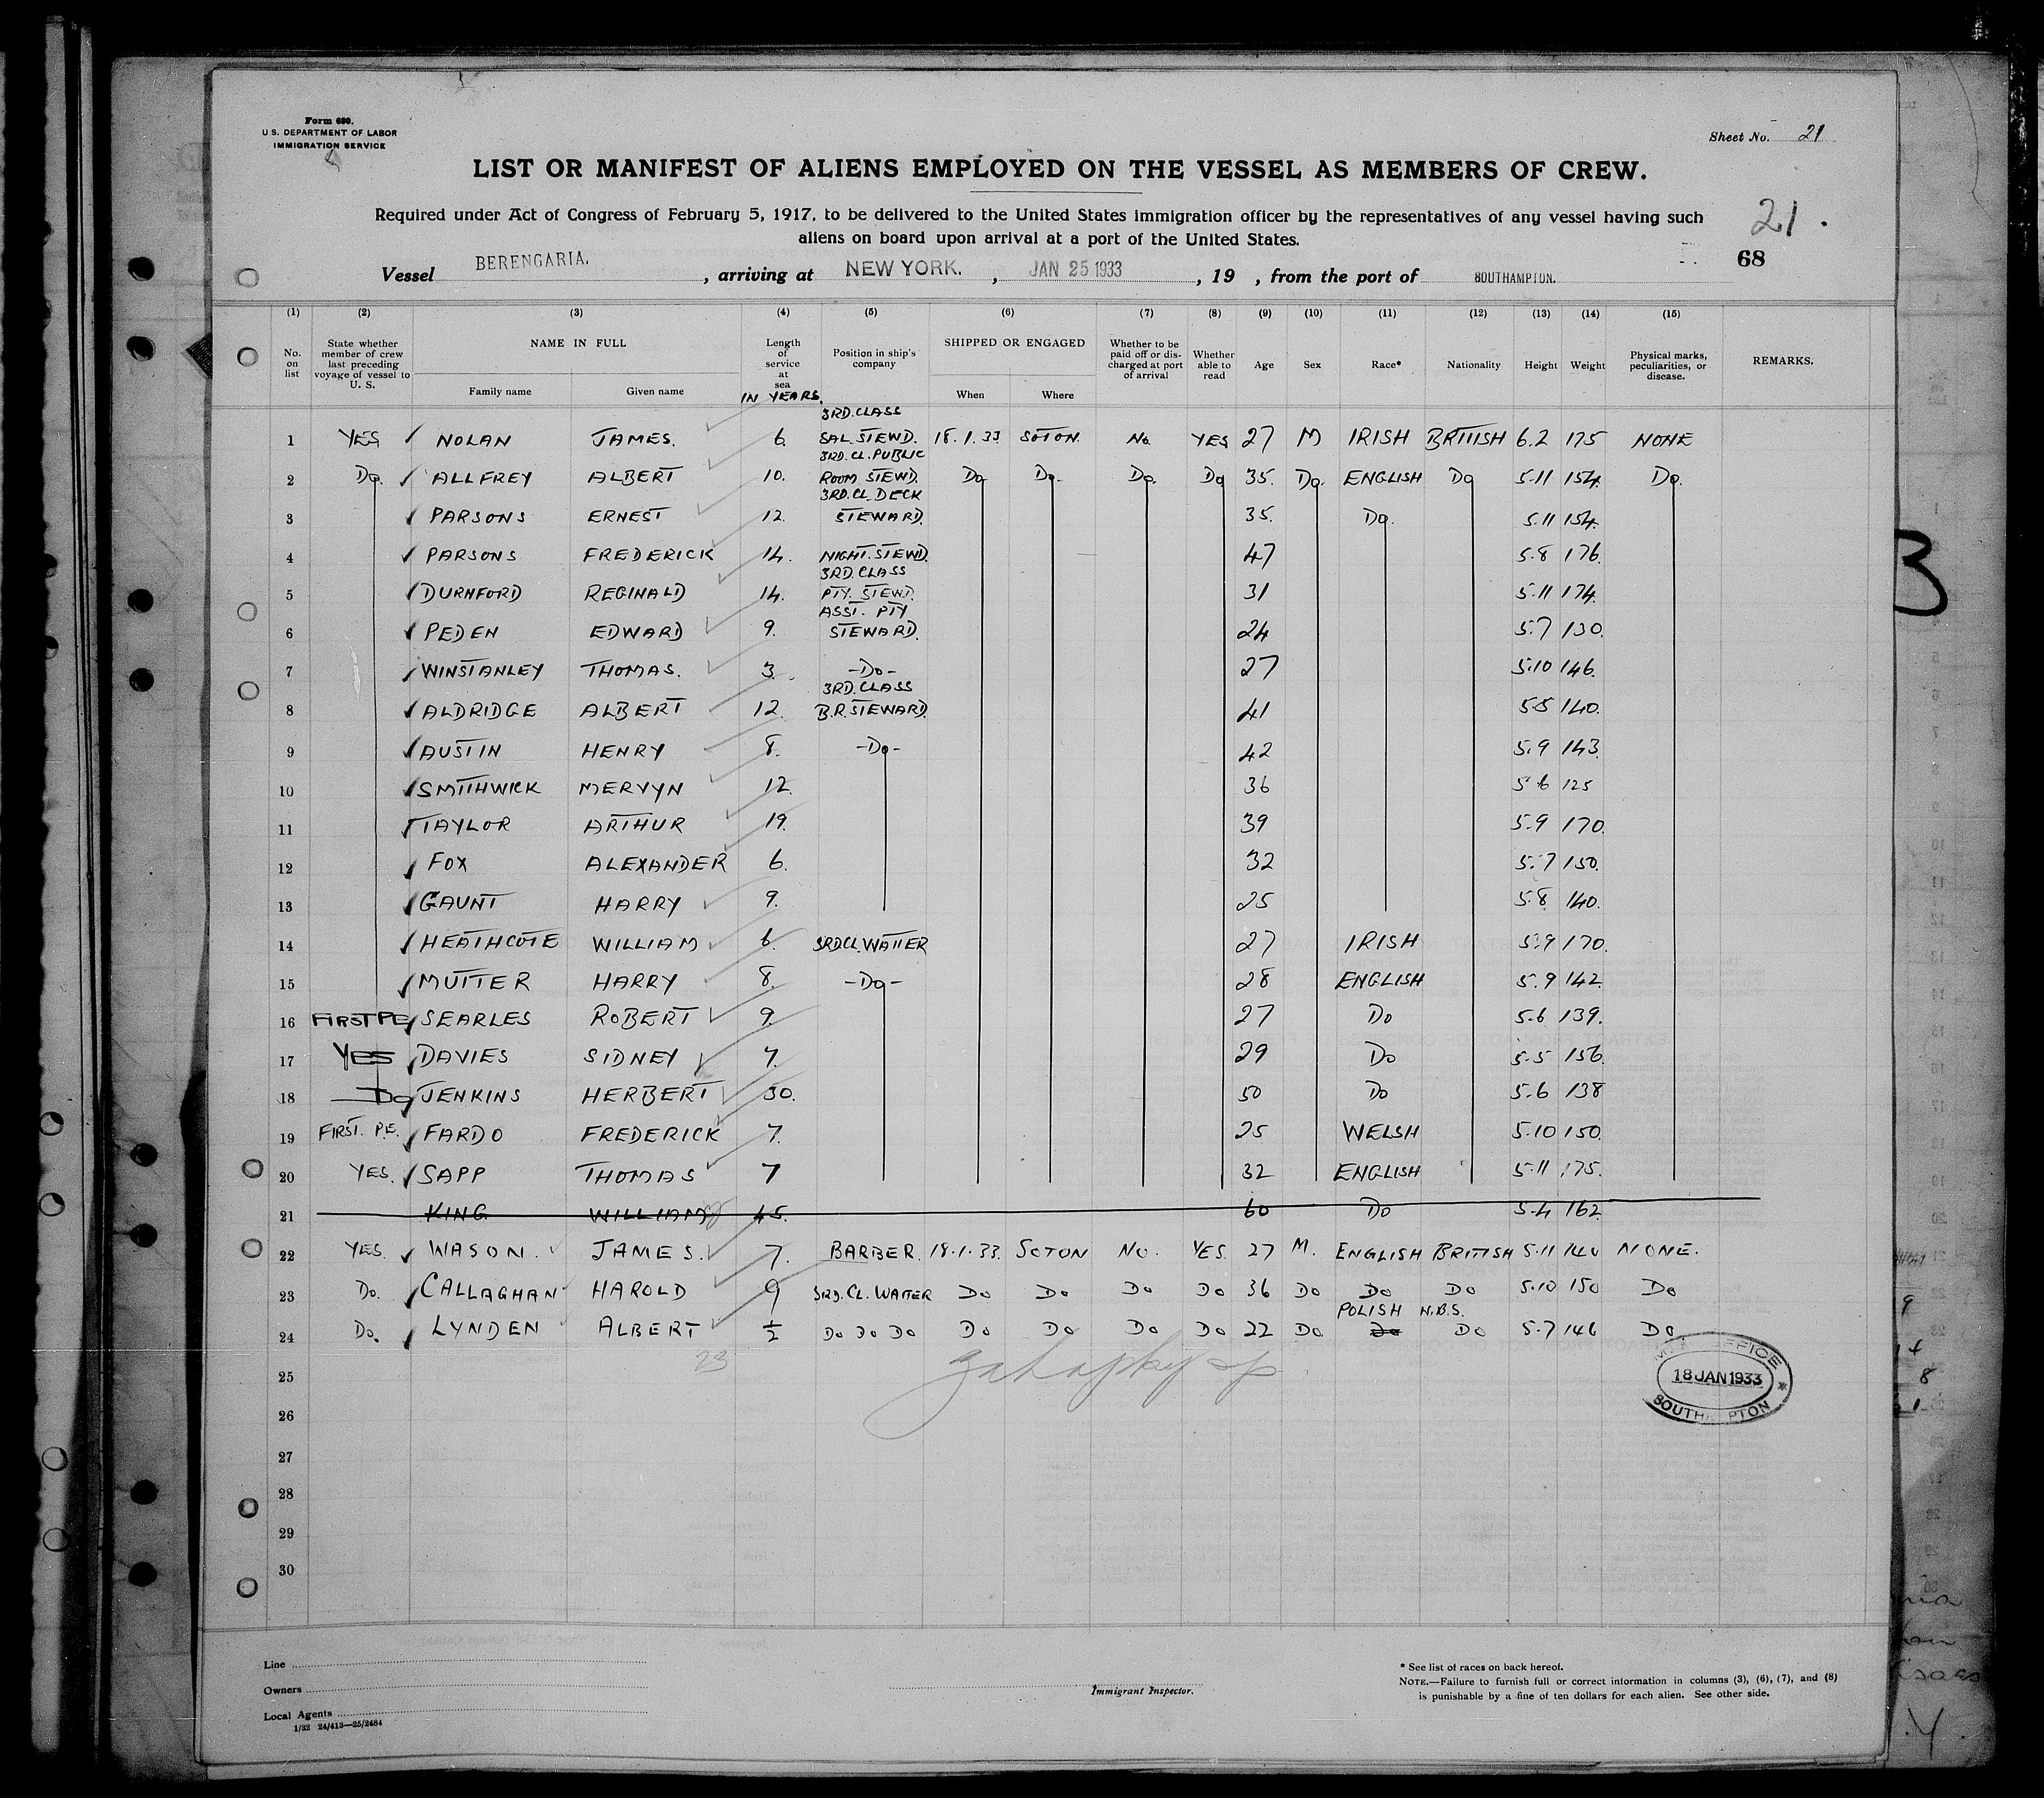 Form 680.
U.S. DEPARTMENT OF LABOR
IMMIGRATION SERVICE
Sheet No. 21
LIST OR MANIFEST OF ALIENS EMPLOYED ON THE VESSEL AS MEMBERS OF CREW.
Required under Act of Congress of February 5, 1917, to be delivered to the United States immigration officer by the representatives of any vessel having such
aliens on board upon arrival at a port of the United States.
21.
68
Vessel BERENGARIA. , arriving at NEW YORK. , JAN 25 1933 , 19 , from the port of SOUTHAMPTON.
(1) (2) (3) (4) (5) (6) (7) (8) (9) (10) (11) (12) (13) (14) (15)
No. on list
State whether member of crew last preceding voyage of vessel to U. S.
NAME IN FULL
Family name
Given name
Length of service at sea
IN YEARS.
Position in ship's company
SHIPPED OR ENGAGED
When
Where
Whether to be paid off or discharged at port of arrival
Whether able to read
Age
Sex
Race*
Nationality
Height
Weight
Physical marks, peculiarities, or disease.
REMARKS.
1 YES NOLAN JAMES. 6 3RD. CLASS SAL. STEWD. 18.1.33 SOTON. No. YES 27 M IRISH BRITISH 6.2 175 NONE
2 Do. ALLFREY ALBERT 10. 3RD. CL. PUBLIC ROOM STEWD. Do Do. Do. Do 35. Do. ENGLISH Do 5.11 154. Do.
3 PARSONS ERNEST 12. 3RD. CL. DECK STEWARD. 35. Do. 5.11 154.
4 PARSONS FREDERICK 14. NIGHT. STEWD. 47 5.8 176.
5 DURNFORD REGINALD 14. 3RD. CLASS PTY. STEWD. 31 5.11 174.
6 PEDEN EDWARD 9. ASST. PTY STEWARD. 24 5.7 130.
7 WINSTANLEY THOMAS. 3. -Do- 27 5.10 146.
8 ALDRIDGE ALBERT 12. 3RD. CLASS B.R. STEWARD. 41 5.5 140.
9 AUSTIN HENRY 8. -Do- 42 5.9 143.
10 SMITHWICK MERVYN 12. 36 5.6 125
11 TAYLOR ARTHUR 19. 39 5.9 170.
12 FOX ALEXANDER 6. 32 5.7 150.
13 GAUNT HARRY 9. 25 5.8 140.
14 HEATHCOTE WILLIAM 6. 3RD CL. WAITER 27 IRISH 5.9 170.
15 MUTTER HARRY 8. -Do- 28 ENGLISH 5.9 142.
16 FIRST PE SEARLES ROBERT 9. 27 Do 5.6 139.
17 YES DAVIES SIDNEY 7. 29 Do 5.5 156.
18 Do JENKINS HERBERT 30. 50 Do 5.6 138
19 FIRST. P.E. FARDO FREDERICK 7. 25 WELSH 5.10 150.
20 YES. SAPP THOMAS 7 32 ENGLISH 5.11 175.
21 KING WILLIAM 45. 60 Do 5.4 162
22 YES. WASON. JAMES. 7. BARBER. 18.1.33. SOTON No. YES. 27 M. ENGLISH BRITISH 5.11 140 NONE.
23 Do. CALLAGHAN HAROLD 9 3RD. CL. WAITER Do Do Do Do 36 Do Do Do 5.10 150 Do
24 Do. LYNDEN ALBERT 1/2 Do Do Do Do Do Do Do 22 Do POLISH N.B.S. Do Do 5.7 146 Do.
23
25
26
27
28
29
30
OFFICE
18 JAN 1933
SOUTHAMPTON
Line
Owners
Local Agents
1/32 24/413—25/2484
Immigrant Inspector.
* See list of races on back hereof.
NOTE.—Failure to furnish full or correct information in columns (3), (6), (7), and (8)
is punishable by a fine of ten dollars for each alien. See other side.